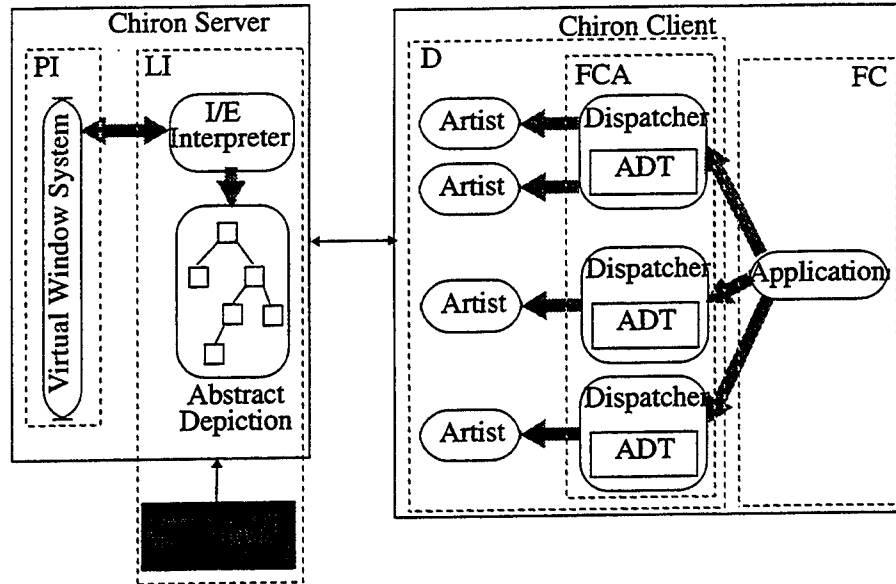 Chiron Server
PI
LI
Virtual Window System
I/E
Interpreter
Abstract
Depiction
Chiron Client
D
FCA
FC
Artist
Dispatcher
ADT
Artist
Artist
Dispatcher
ADT
Application
Artist
Dispatcher
ADT